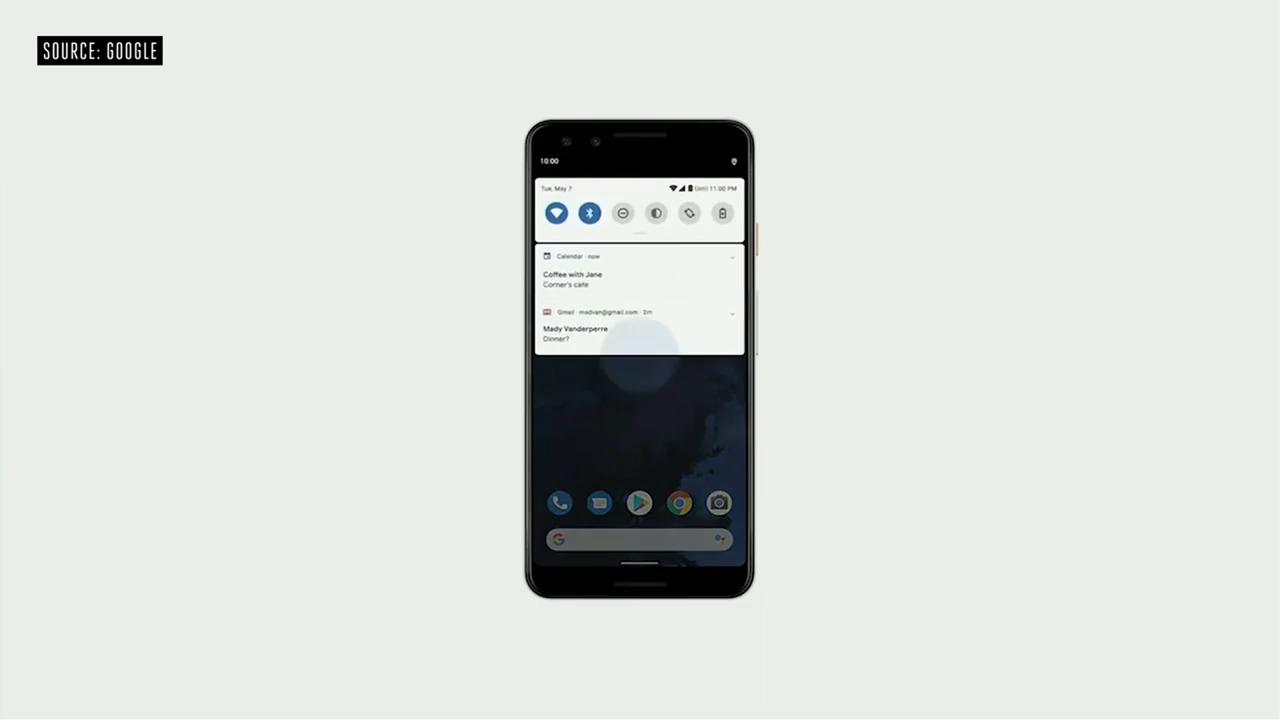 SOURCE: GOOGLE
10:00
Tue, May 7 Until 11:00 PM
Calendar · now
Coffee with Jane
Corner's cafe
Gmail · madvan@gmail.com · 2m
Mady Vanderperre
Dinner?
G